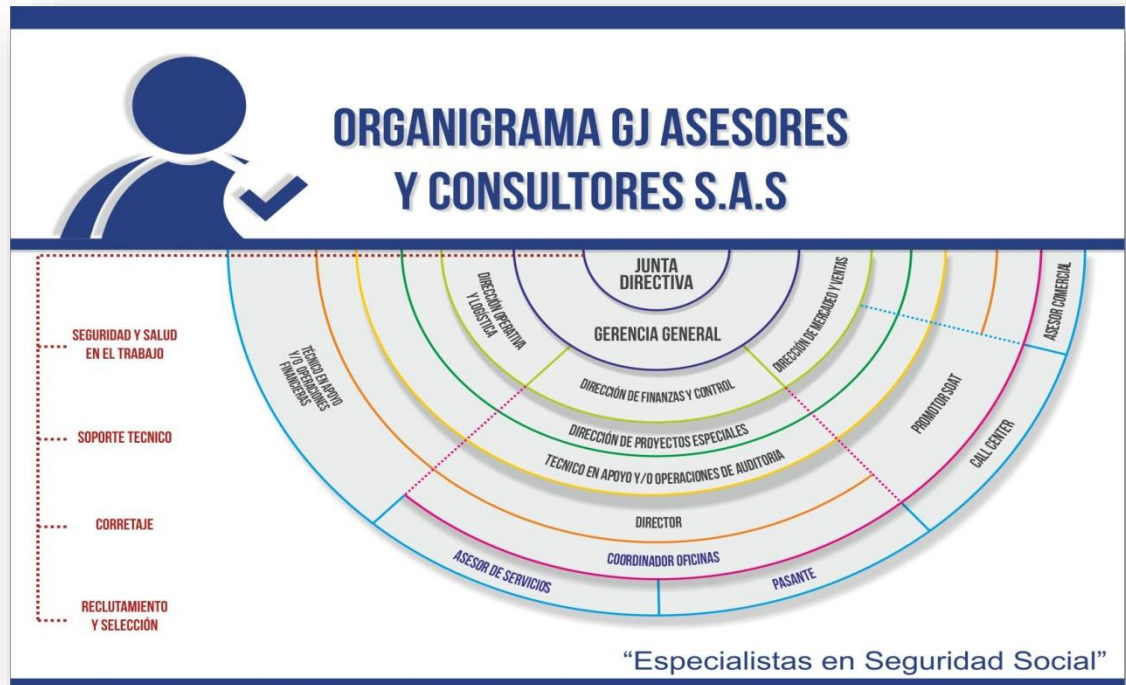 ORGANIGRAMA GJ ASESORES
Y CONSULTORES S.A.S
JUNTA
DIRECTIVA
GERENCIA GENERAL
DIRECCIÓN OPERATIVA
Y LOGÍSTICA
DIRECCIÓN DE MERCADEO Y VENTAS
DIRECCIÓN DE FINANZAS Y CONTROL
DIRECCIÓN DE PROYECTOS ESPECIALES
TECNICO EN APOYO Y/O OPERACIONES DE AUDITORIA
TÉCNICO EN APOYO
Y/O OPERACIONES
FINANCIERAS
DIRECTOR
COORDINADOR OFICINAS
ASESOR DE SERVICIOS
PASANTE
PROMOTOR SOAT
CALL CENTER
ASESOR COMERCIAL
SEGURIDAD Y SALUD
EN EL TRABAJO
SOPORTE TECNICO
CORRETAJE
RECLUTAMIENTO
Y SELECCIÓN
“Especialistas en Seguridad Social”